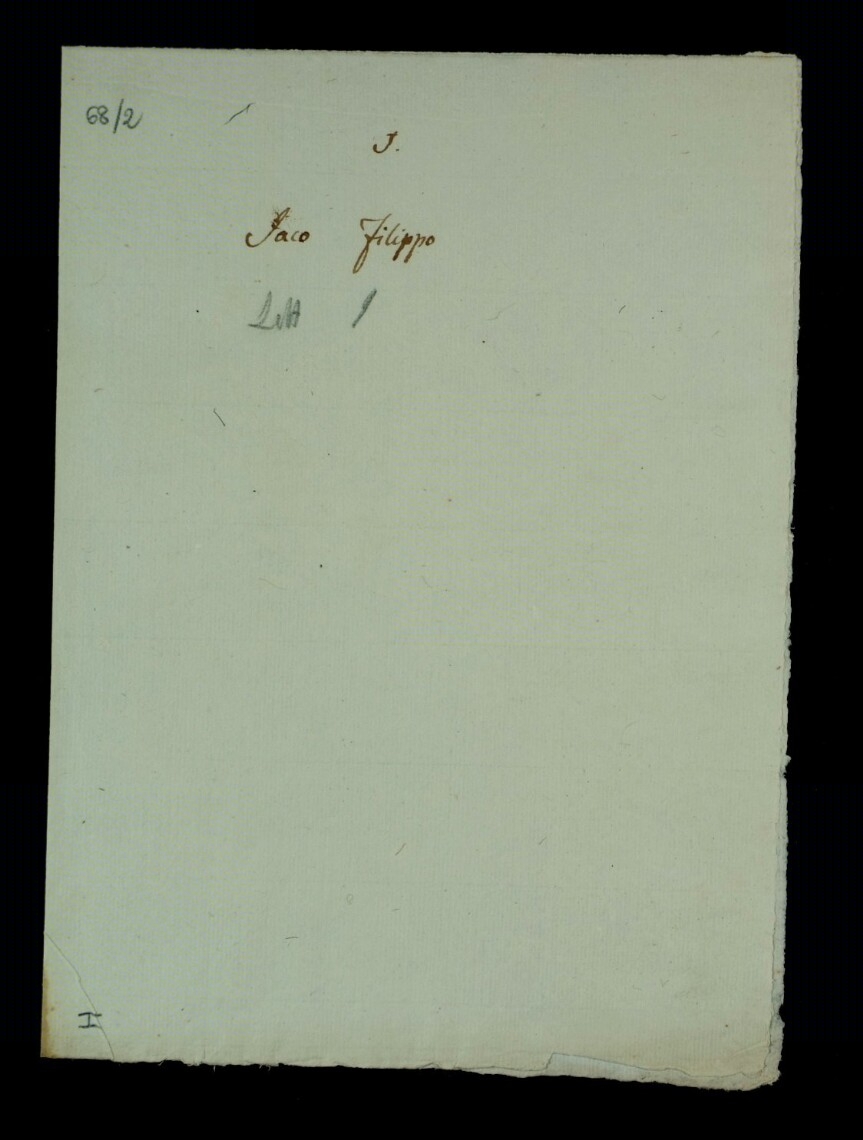 68/2
J.
Jaco Filippo
Lett 1
I